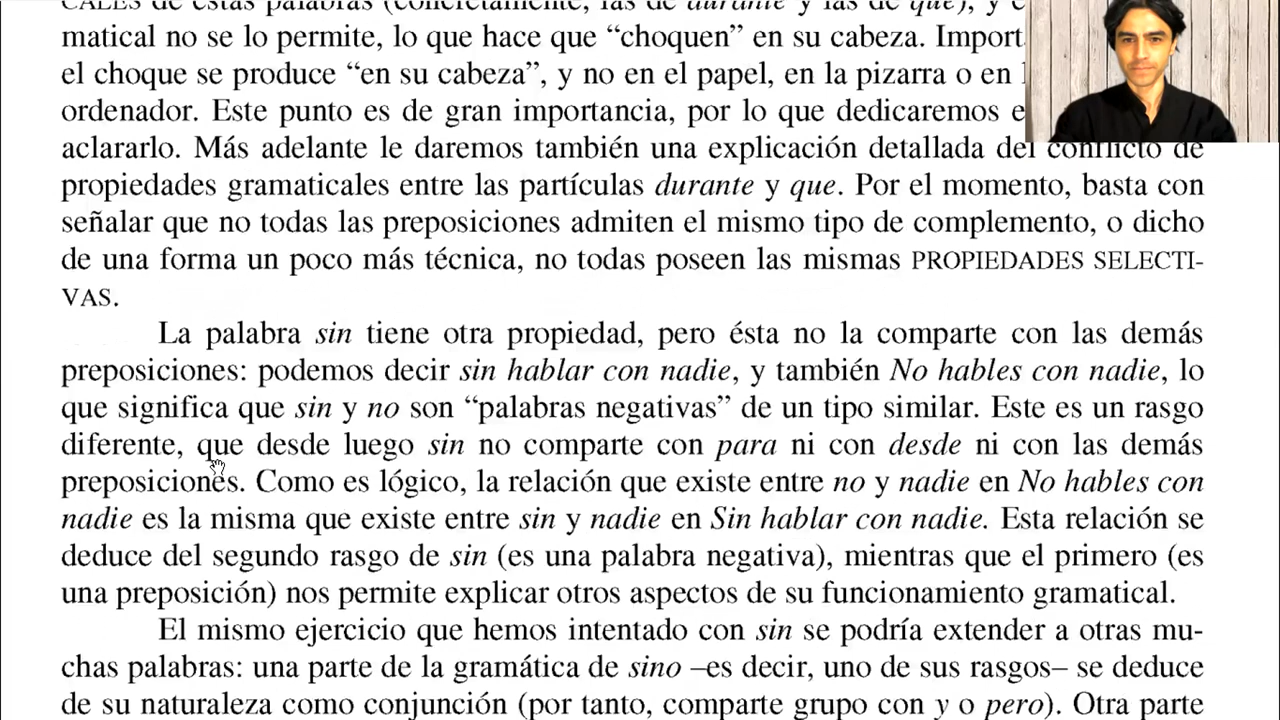 de estas palabras (concretamente, las de durante y las de que), y
matical no se lo permite, lo que hace que “choquen” en su cabeza. Import
el choque se produce “en su cabeza”, y no en el papel, en la pizarra o en
ordenador. Este punto es de gran importancia, por lo que dedicaremos
aclararlo. Más adelante le daremos también una explicación detallada del conflicto de
propiedades gramaticales entre las partículas durante y que. Por el momento, basta con
señalar que no todas las preposiciones admiten el mismo tipo de complemento, o dicho
de una forma un poco más técnica, no todas poseen las mismas PROPIEDADES SELECTI-
VAS.
La palabra sin tiene otra propiedad, pero ésta no la comparte con las demás
preposiciones: podemos decir sin hablar con nadie, y también No hables con nadie, lo
que significa que sin y no son “palabras negativas” de un tipo similar. Este es un rasgo
diferente, que desde luego sin no comparte con para ni con desde ni con las demás
preposiciones. Como es lógico, la relación que existe entre no y nadie en No hables con
nadie es la misma que existe entre sin y nadie en Sin hablar con nadie. Esta relación se
deduce del segundo rasgo de sin (es una palabra negativa), mientras que el primero (es
una preposición) nos permite explicar otros aspectos de su funcionamiento gramatical.
El mismo ejercicio que hemos intentado con sin se podría extender a otras mu-
chas palabras: una parte de la gramática de sino –es decir, uno de sus rasgos– se deduce
de su naturaleza como conjunción (por tanto, comparte grupo con y o pero). Otra parte